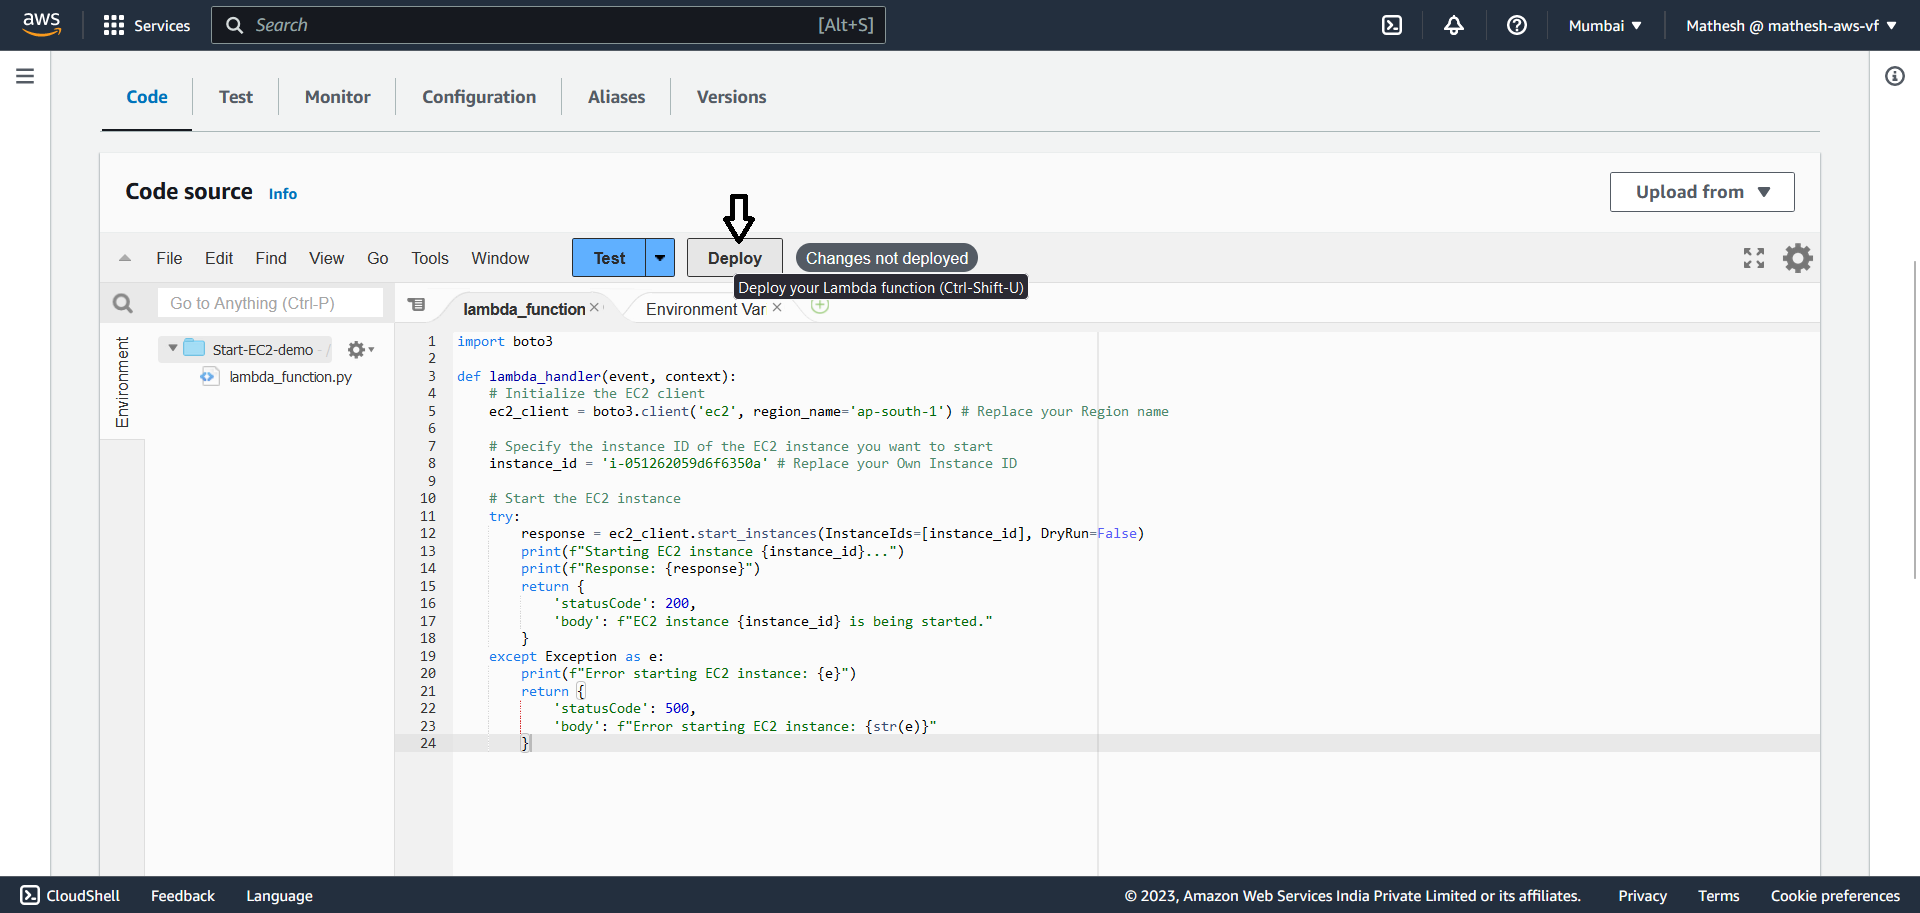 aws
Services
Search
[Alt+S]
Mumbai
Mathesh @ mathesh-aws-vf
Code
Test
Monitor
Configuration
Aliases
Versions
Code source
Info
Upload from
File
Edit
Find
View
Go
Tools
Window
Test
Deploy
Changes not deployed
Deploy your Lambda function (Ctrl-Shift-U)
Go to Anything (Ctrl-P)
lambda_function
Environment Var
Environment
Start-EC2-demo - /
lambda_function.py
1 import boto3
2
3 def lambda_handler(event, context):
4     # Initialize the EC2 client
5     ec2_client = boto3.client('ec2', region_name='ap-south-1') # Replace your Region name
6
7     # Specify the instance ID of the EC2 instance you want to start
8     instance_id = 'i-051262059d6f6350a' # Replace your Own Instance ID
9
10     # Start the EC2 instance
11     try:
12         response = ec2_client.start_instances(InstanceIds=[instance_id], DryRun=False)
13         print(f"Starting EC2 instance {instance_id}...")
14         print(f"Response: {response}")
15         return {
16             'statusCode': 200,
17             'body': f"EC2 instance {instance_id} is being started."
18         }
19     except Exception as e:
20         print(f"Error starting EC2 instance: {e}")
21         return {
22             'statusCode': 500,
23             'body': f"Error starting EC2 instance: {str(e)}"
24         }
CloudShell
Feedback
Language
© 2023, Amazon Web Services India Private Limited or its affiliates.
Privacy
Terms
Cookie preferences